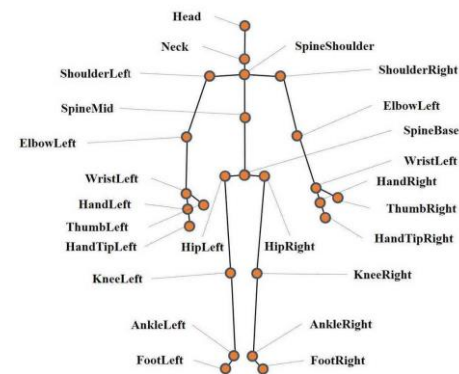 Head
Neck
SpineShoulder
ShoulderLeft
ShoulderRight
SpineMid
ElbowLeft
ElbowLeft
SpineBase
WristLeft
WristLeft
HandRight
HandLeft
ThumbRight
ThumbLeft
HandTipRight
HandTipLeft
HipLeft
HipRight
KneeLeft
KneeRight
AnkleLeft
AnkleRight
FootLeft
FootRight